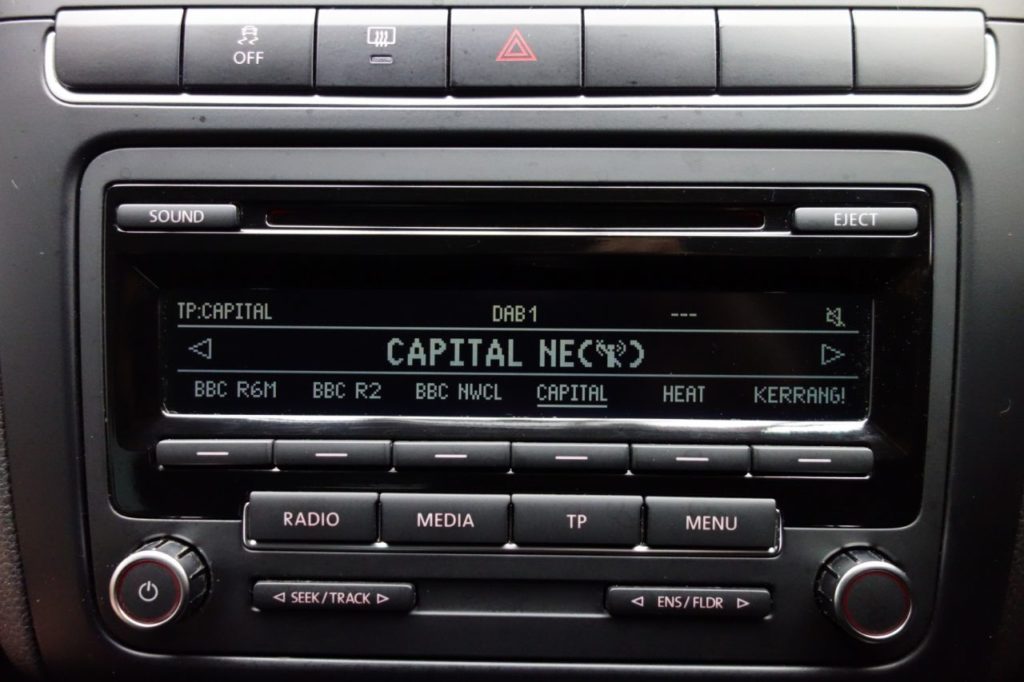 OFF
SOUND EJECT
TP:CAPITAL DAB1 ---
CAPITAL NE( )
BBC R6M BBC R2 BBC NWCL CAPITAL HEAT KERRANG!
RADIO MEDIA TP MENU
SEEK/TRACK ENS/FLDR